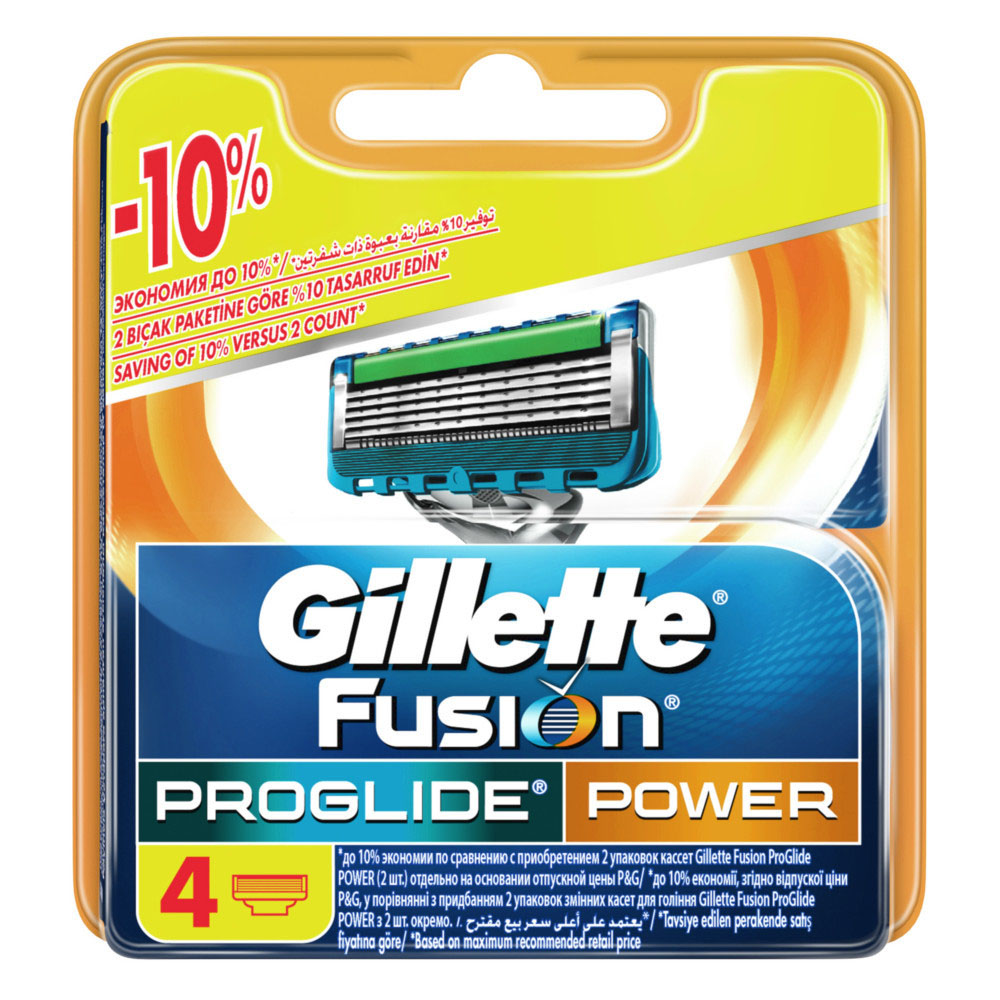 -10%
ЭКОНОМИЯ ДО 10%*/ *توفير 10% مقارنة بعبوة ذات شفرتين
2 BIÇAK PAKETİNE GÖRE %10 TASARRUF EDİN*
SAVING OF 10% VERSUS 2 COUNT*
Gillette®
FUSION®
PROGLIDE® POWER
4
*до 10% экономии по сравнению с приобретением 2 упаковок кассет Gillette Fusion ProGlide
POWER (2 шт.) отдельно на основании отпускной цены P&G/ *до 10% економії, згідно відпускої ціни
P&G, у порівнянні з придбанням 2 упаковок змінних касет для гоління Gillette Fusion ProGlide
POWER з 2 шт. окремо. /. يعتمد على أعلى سعر بيع مقترح*/ *Tavsiye edilen perakende satış
fiyatına göre/ *Based on maximum recommended retail price